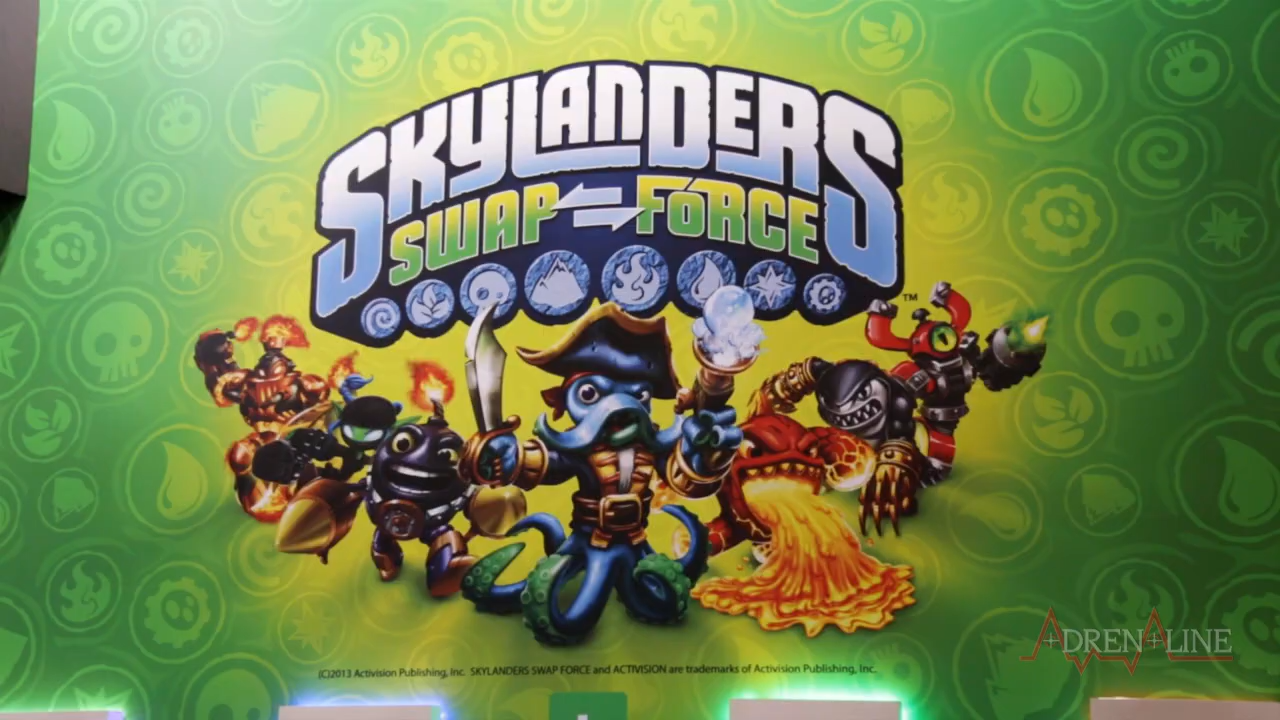 SKYLANDERS
SWAP FORCE
TM
(C)2013 Activision Publishing, Inc. SKYLANDERS SWAP FORCE and ACTIVISION are trademarks of Activision Publishing, Inc.
ADRENALINE